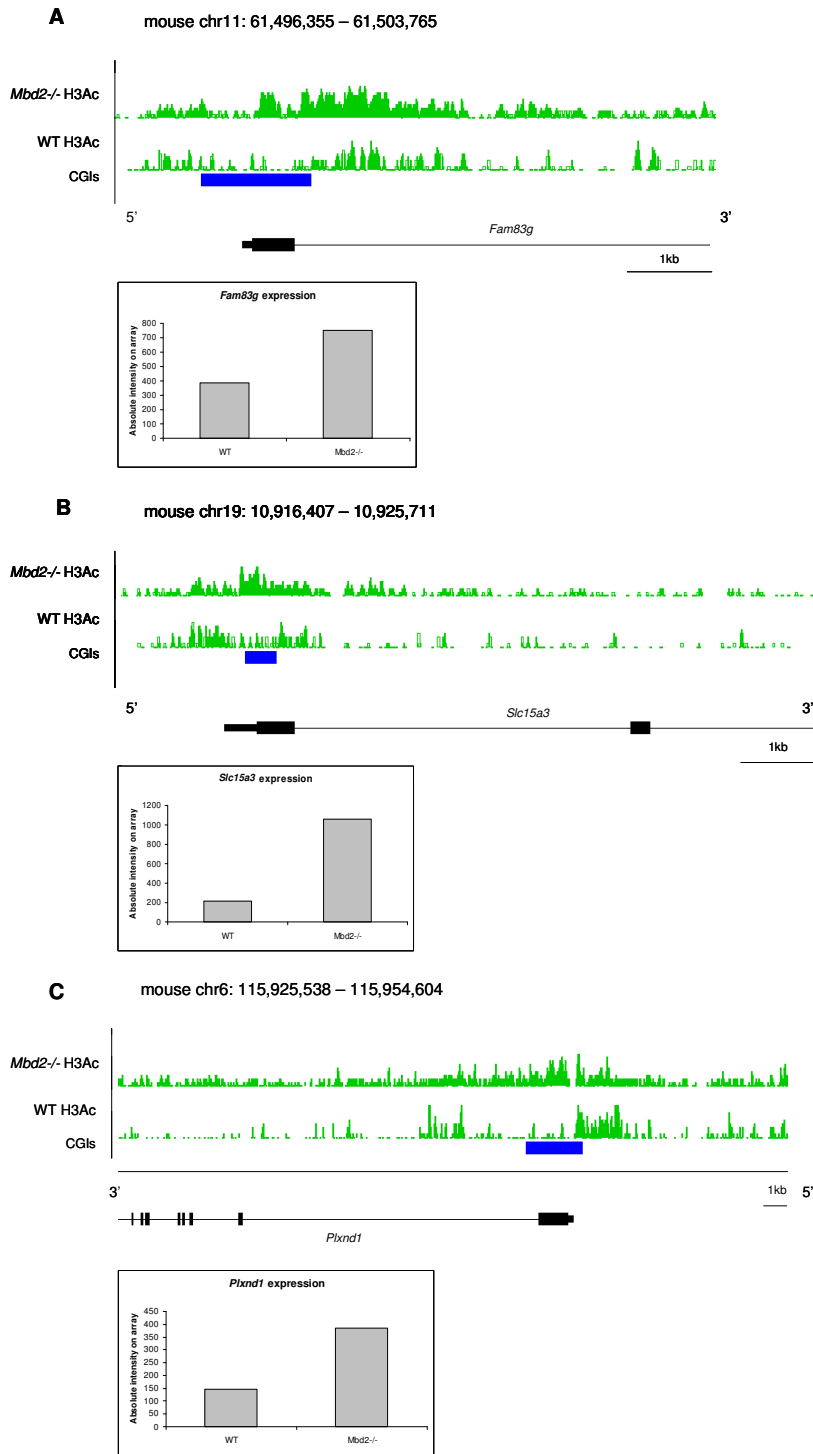 A
mouse chr11: 61,496,355 – 61,503,765
Mbd2-/- H3Ac
WT H3Ac
CGIs
5’ 3’
Fam83g
1kb
Fam83g expression
Absolute intensity on array
800
700
600
500
400
300
200
100
0
WT Mbd2-/-
B
mouse chr19: 10,916,407 – 10,925,711
Mbd2-/- H3Ac
WT H3Ac
CGIs
5’ 3’
Slc15a3
1kb
Slc15a3 expression
Absolute intensity on array
1200
1000
800
600
400
200
0
WT Mbd2-/-
C
mouse chr6: 115,925,538 – 115,954,604
Mbd2-/- H3Ac
WT H3Ac
CGIs
3’ 1kb 5’
Plxnd1
Plxnd1 expression
Absolute intensity on array
450
400
350
300
250
200
150
100
50
0
WT Mbd2-/-